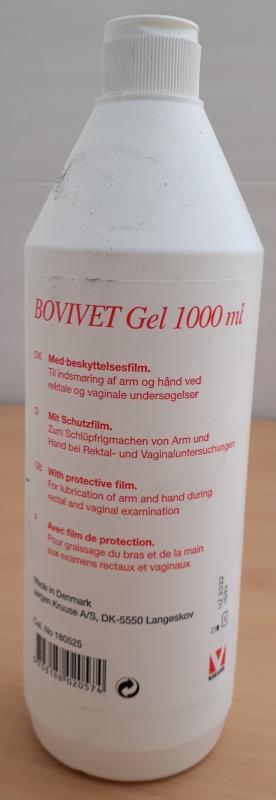 BOVIVET Gel 1000 ml
DK Med beskyttelsesfilm.
Til indsmøring af arm og hånd ved
rektale og vaginale undersøgelser
D Mit Schutzfilm.
Zum Schlüpfrigmachen von Arm und
Hand bei Rektal- und Vaginaluntersuchungen
GB With protective film.
For lubrication of arm and hand during
rectal and vaginal examination
F Avec film de protection.
Pour graissage du bras et de la main
aux examens rectaux et vaginaux
Made in Denmark
Jørgen Kruuse A/S, DK-5550 Langeskov
Cat. No 180525